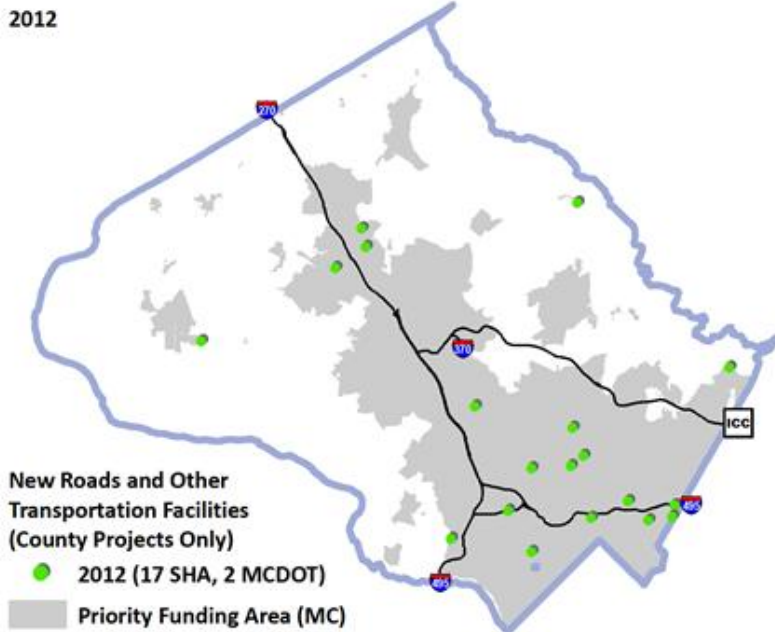 2012
270
370
ICC
495
495
New Roads and Other
Transportation Facilities
(County Projects Only)
2012 (17 SHA, 2 MCDOT)
Priority Funding Area (MC)